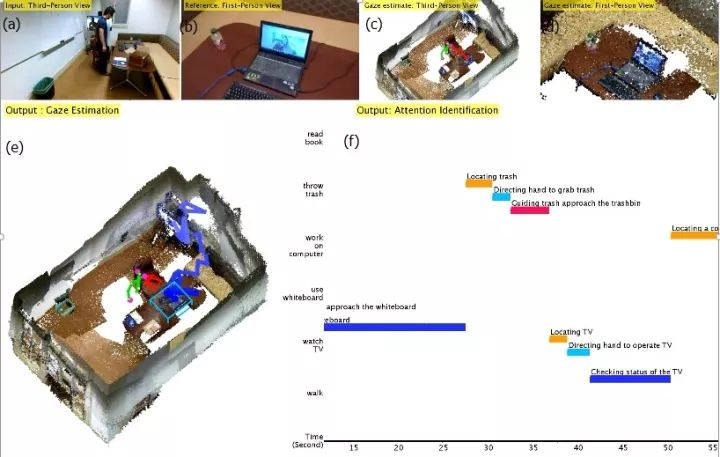 Input: Third-Person View
(a)
Reference: First-Person View
(b)
Gaze estimate: Third-Person View
(c)
Gaze estimate: First-Person View
Output : Gaze Estimation
Output: Attention Identification
(e)
(f)
read
book
Locating trash
throw
trash
Directing hand to grab trash
Guiding trash approach the trashbin
Locating a co
work
on
computer
use
whiteboard
approach the whiteboard
eboard
Locating TV
watch
TV
Directing hand to operate TV
Checking status of the TV
walk
Time
(Second)
15 20 25 30 35 40 45 50 55